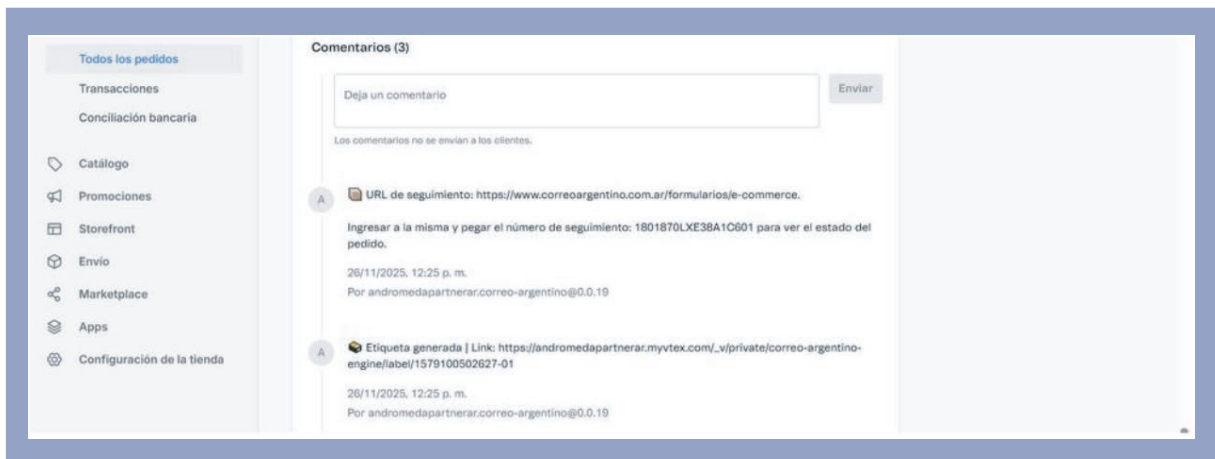 Todos los pedidos
Transacciones
Conciliación bancaria
Catálogo
Promociones
Storefront
Envío
Marketplace
Apps
Configuración de la tienda
Comentarios (3)
Deja un comentario
Enviar
Los comentarios no se envían a los clientes.
A
URL de seguimiento: https://www.correoargentino.com.ar/formularios/e-commerce.
Ingresar a la misma y pegar el número de seguimiento: 1801870LXE38A1C601 para ver el estado del
pedido.
26/11/2025, 12:25 p. m.
Por andromedapartnerar.correo-argentino@0.0.19
A
Etiqueta generada | Link: https://andromedapartnerar.myvtex.com/_v/private/correo-argentino-
engine/label/1579100502627-01
26/11/2025, 12:25 p. m.
Por andromedapartnerar.correo-argentino@0.0.19